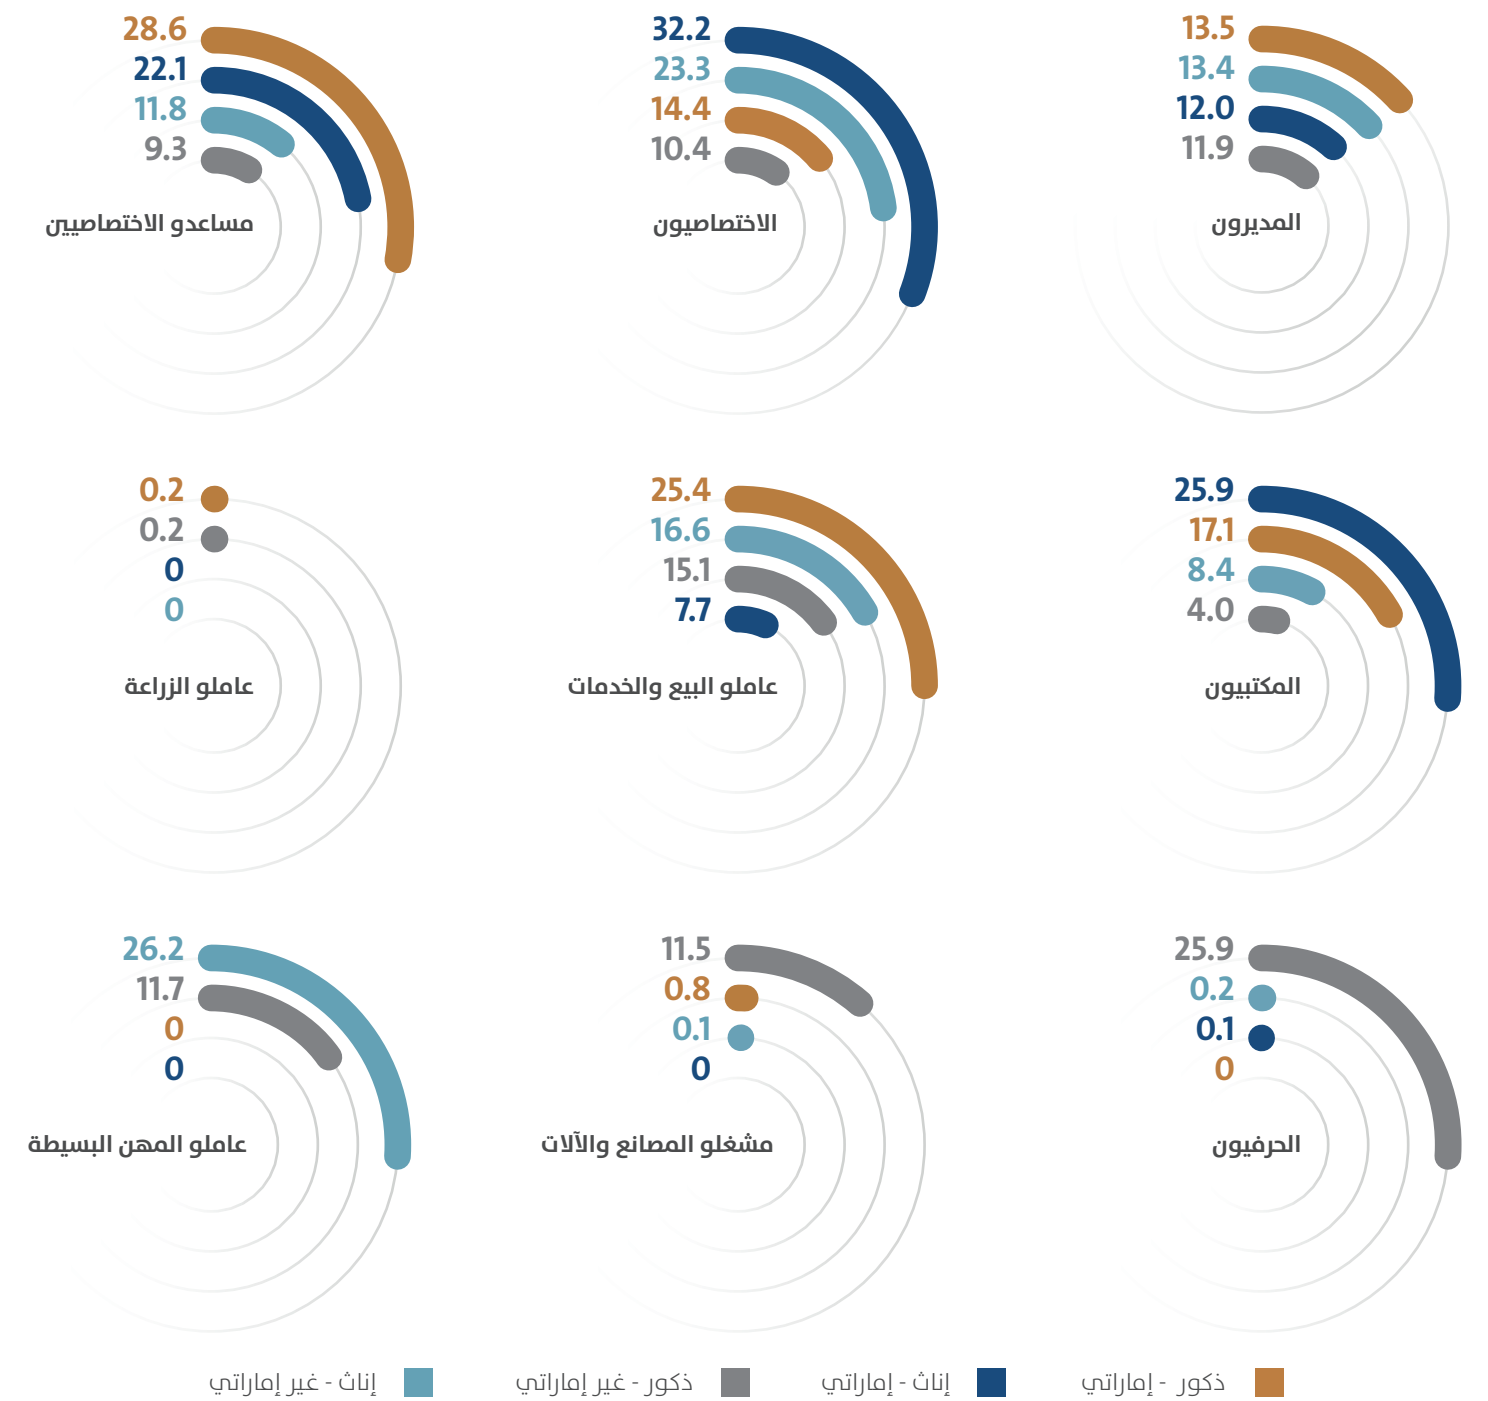 13.5
13.4
12.0
11.9
المديرون
32.2
23.3
14.4
10.4
الاختصاصيون
28.6
22.1
11.8
9.3
مساعدو الاختصاصيين
25.9
17.1
8.4
4.0
المكتبيون
25.4
16.6
15.1
7.7
عاملو البيع والخدمات
0.2
0.2
0
0
عاملو الزراعة
25.9
0.2
0.1
0
الحرفيون
11.5
0.8
0.1
0
مشغلو المصانع والآلات
26.2
11.7
0
0
عاملو المهن البسيطة
ذكور - إماراتي
إناث - إماراتي
ذكور - غير إماراتي
إناث - غير إماراتي